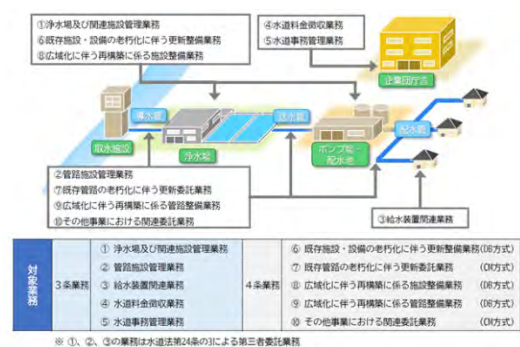 ①浄水場及び関連施設管理業務
⑥既存施設・設備の老朽化に伴う更新整備業務
⑧広域化に伴う再構築に係る施設整備業務
④水道料金徴収業務
⑤水道事務管理業務
企業団庁舎
導水管
送水管
配水管
取水施設
浄水場
ポンプ場・
配水池
②管路施設管理業務
⑦既存管路の老朽化に伴う更新委託業務
⑨広域化に伴う再構築に係る管路整備業務
⑩その他事業における関連委託業務
③給水装置関連業務
対象業務
3条業務
① 浄水場及び関連施設管理業務
② 管路施設管理業務
③ 給水装置関連業務
④ 水道料金徴収業務
⑤ 水道事務管理業務
4条業務
⑥ 既存施設・設備の老朽化に伴う更新整備業務(DB方式)
⑦ 既存管路の老朽化に伴う更新委託業務 (CM方式)
⑧ 広域化に伴う再構築に係る施設整備業務 (DB方式)
⑨ 広域化に伴う再構築に係る管路整備業務 (DB方式)
⑩ その他事業における関連委託業務 (CM方式)
※ ①、②、③の業務は水道法第24条の3による第三者委託業務